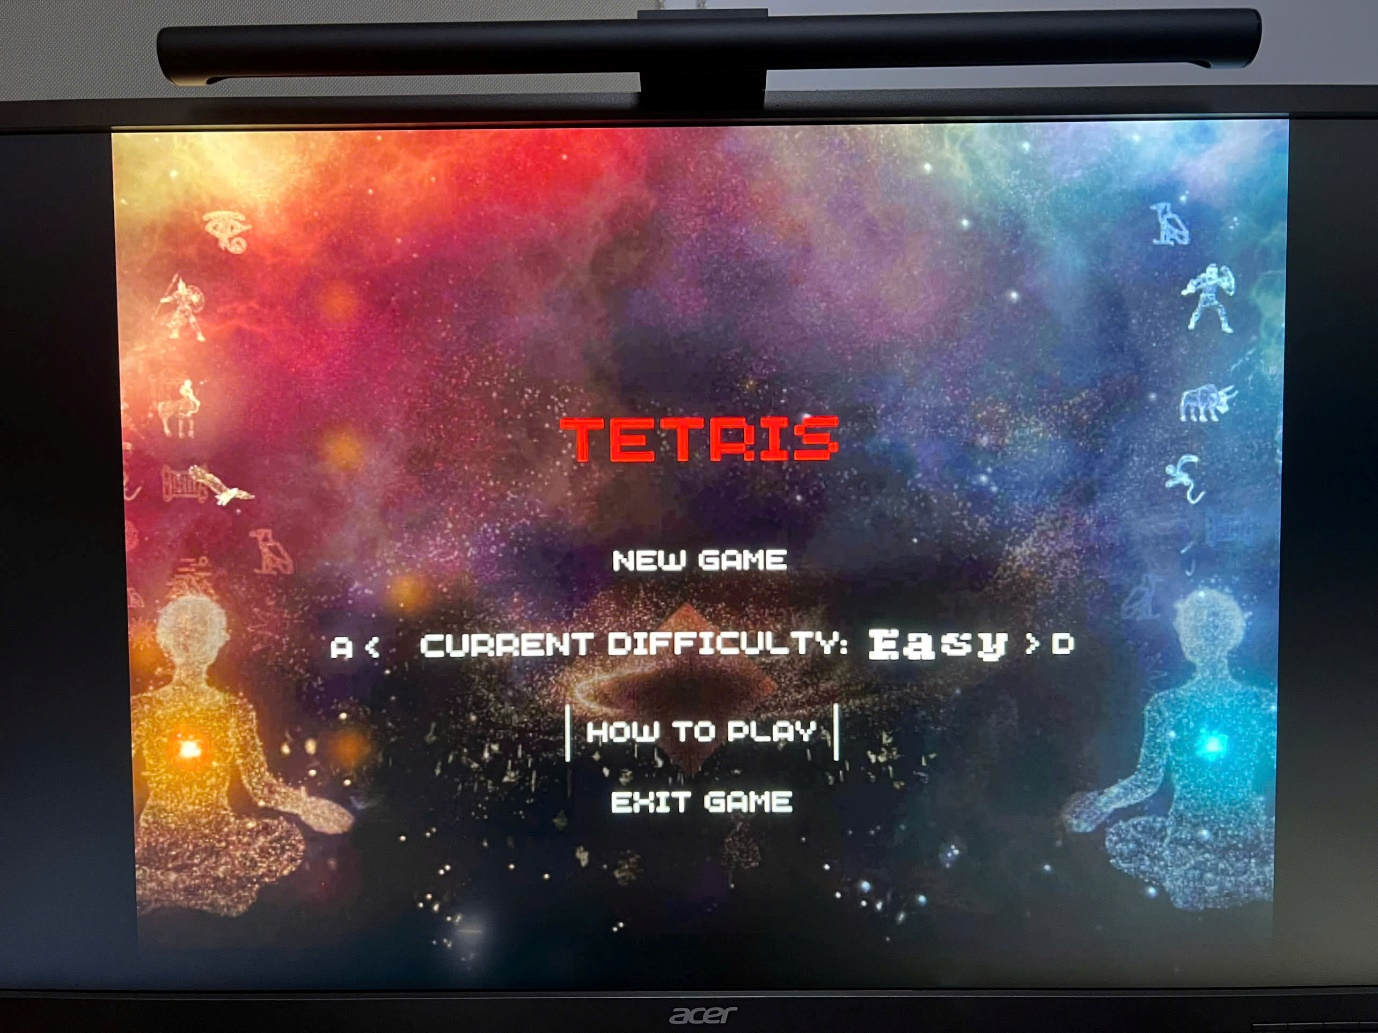 TETRIS
NEW GAME
A < CURRENT DIFFICULTY: Easy > D
HOW TO PLAY
EXIT GAME
acer